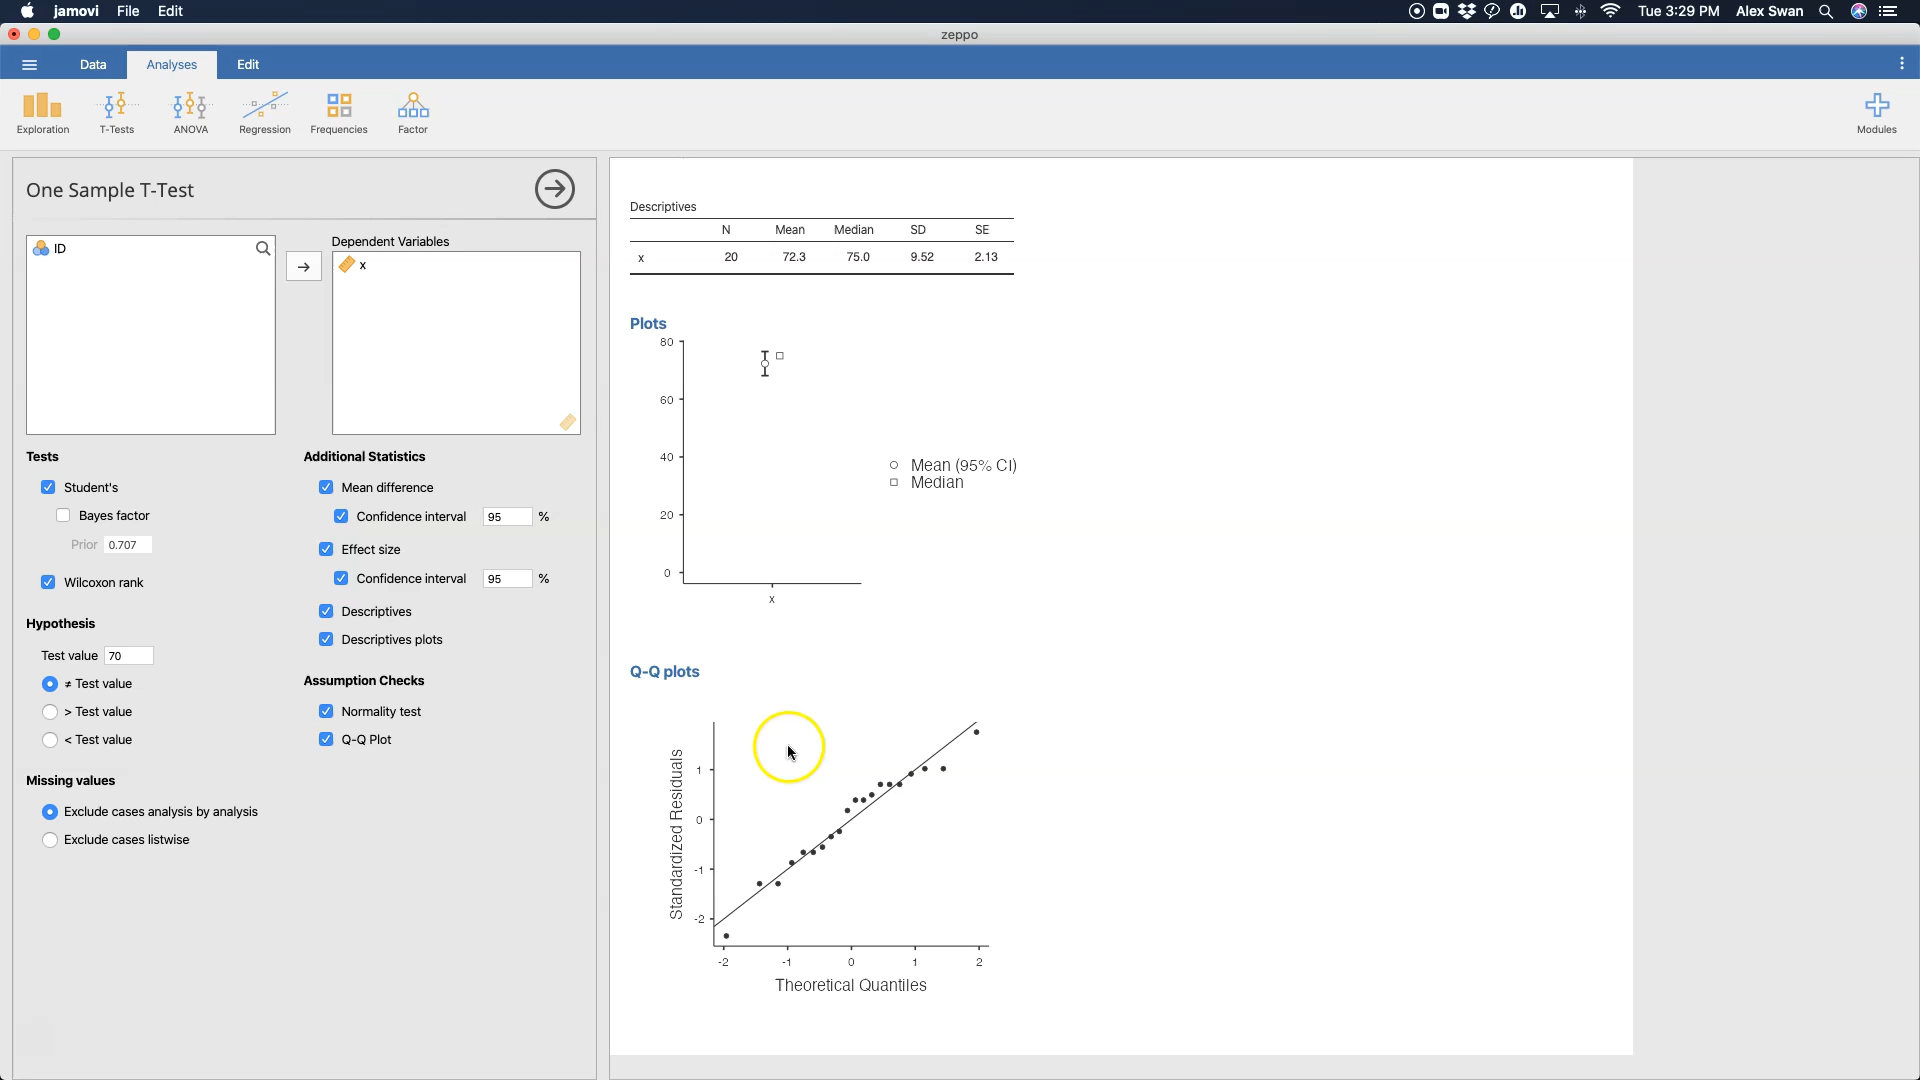 jamovi File Edit Tue 3:29 PM Alex Swan
zeppo
Data Analyses Edit
Exploration T-Tests ANOVA Regression Frequencies Factor Modules
One Sample T-Test
ID
Dependent Variables
x
Tests
Student's
Bayes factor
Prior 0.707
Wilcoxon rank
Hypothesis
Test value 70
≠ Test value
> Test value
< Test value
Missing values
Exclude cases analysis by analysis
Exclude cases listwise
Additional Statistics
Mean difference
Confidence interval 95 %
Effect size
Confidence interval 95 %
Descriptives
Descriptives plots
Assumption Checks
Normality test
Q-Q Plot
Descriptives
N Mean Median SD SE
x 20 72.3 75.0 9.52 2.13
Plots
80
60
40
20
0
x
Mean (95% CI)
Median
Q-Q plots
Standardized Residuals
1
0
-1
-2
-2 -1 0 1 2
Theoretical Quantiles